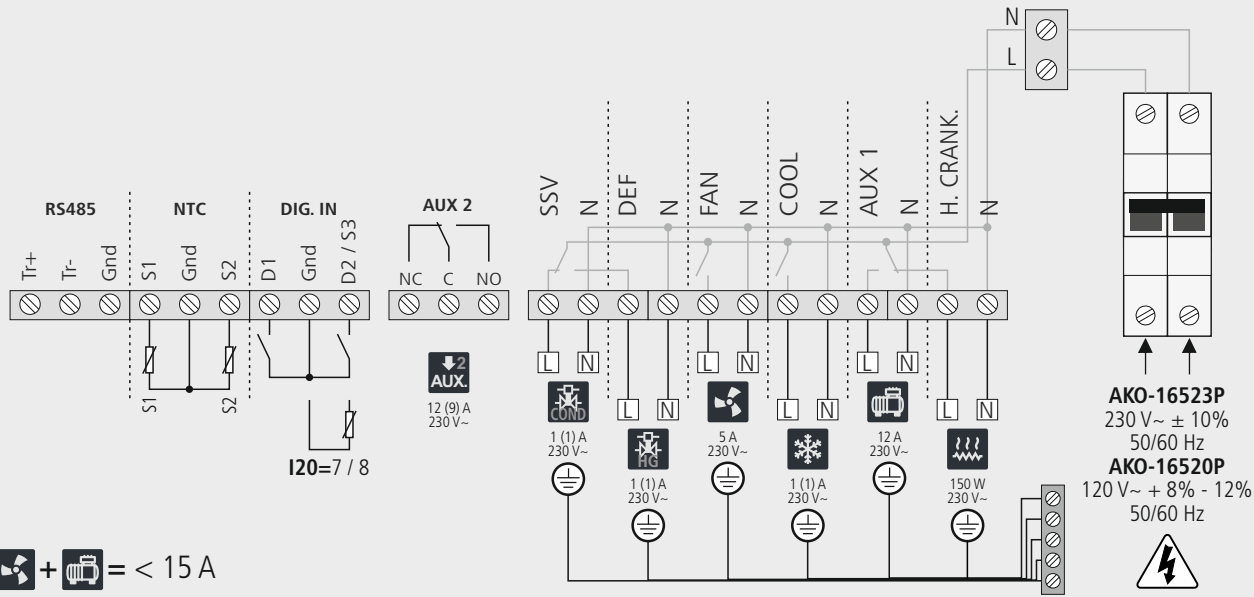 N
L
RS485 NTC DIG. IN AUX 2
Tr+ Tr- Gnd S1 Gnd S2 D1 Gnd D2 / S3
NC C NO
SSV N DEF N FAN N COOL N AUX 1 N H. CRANK. N
S1 S2
I20=7 / 8
2
AUX.
12 (9) A
230 V~
L N
COND
1 (1) A
230 V~
L N
HG
1 (1) A
230 V~
L N
5 A
230 V~
L N
1 (1) A
230 V~
L N
12 A
230 V~
L N
150 W
230 V~
AKO-16523P
230 V~ ± 10%
50/60 Hz
AKO-16520P
120 V~ + 8% - 12%
50/60 Hz
+ = < 15 A